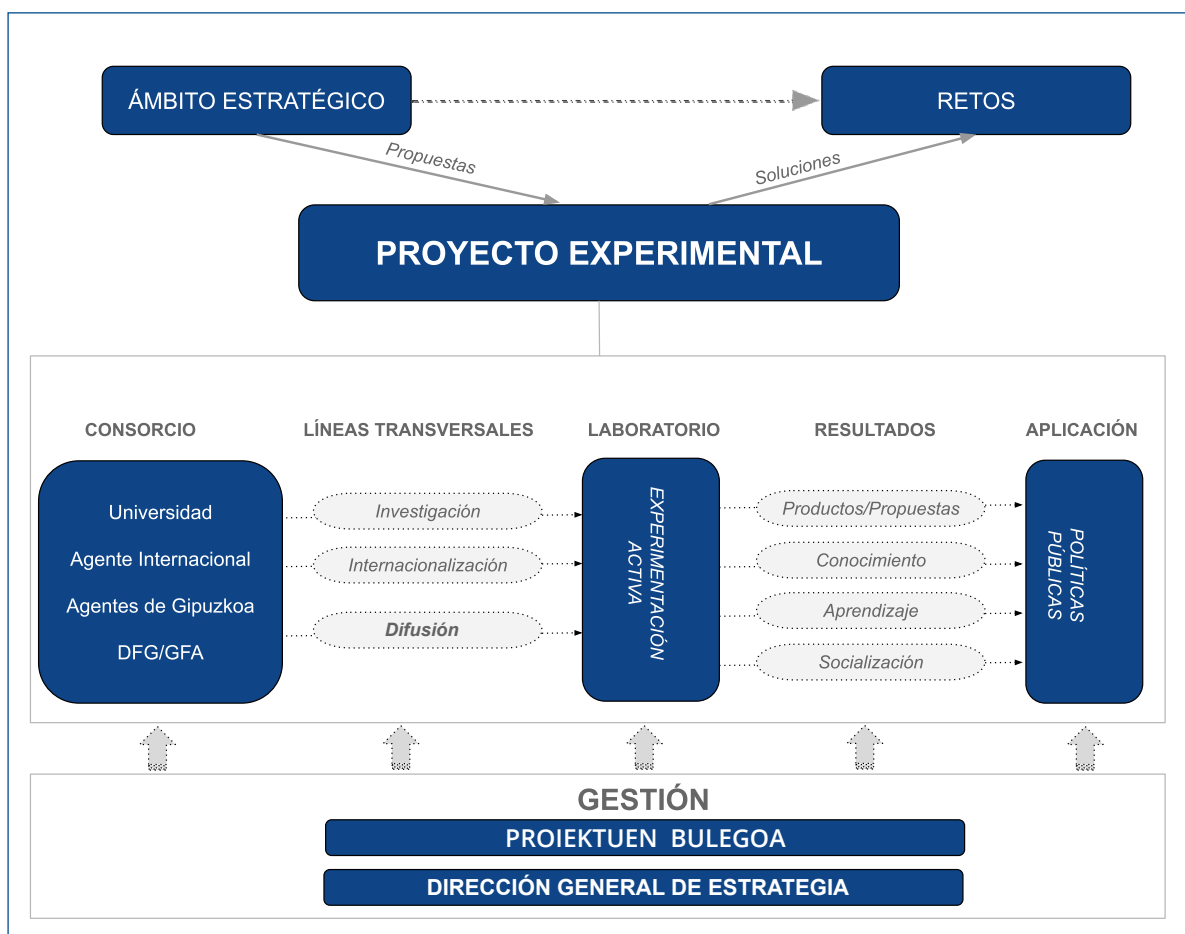 ÁMBITO ESTRATÉGICO
RETOS
Propuestas
Soluciones
PROYECTO EXPERIMENTAL
CONSORCIO
LÍNEAS TRANSVERSALES
LABORATORIO
RESULTADOS
APLICACIÓN
Universidad
Agente Internacional
Agentes de Gipuzkoa
DFG/GFA
Investigación
Internacionalización
Difusión
EXPERIMENTACIÓN
ACTIVA
Productos/Propuestas
Conocimiento
Aprendizaje
Socialización
POLÍTICAS
PÚBLICAS
GESTIÓN
PROIEKTUEN BULEGOA
DIRECCIÓN GENERAL DE ESTRATEGIA